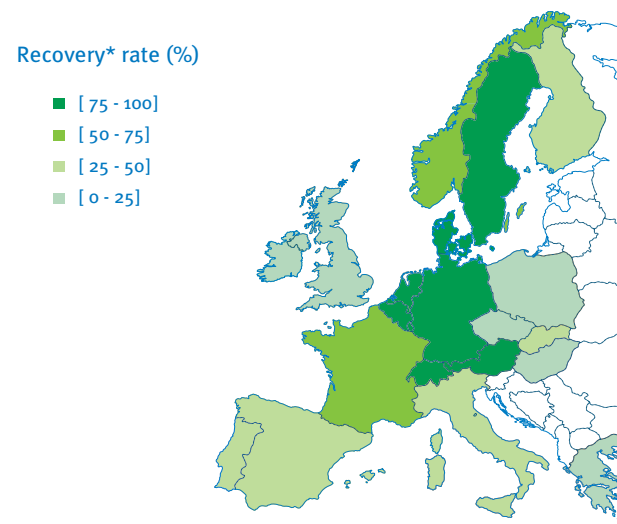 Recovery* rate (%)
[ 75 - 100]
[ 50 - 75]
[ 25 - 50]
[ 0 - 25]